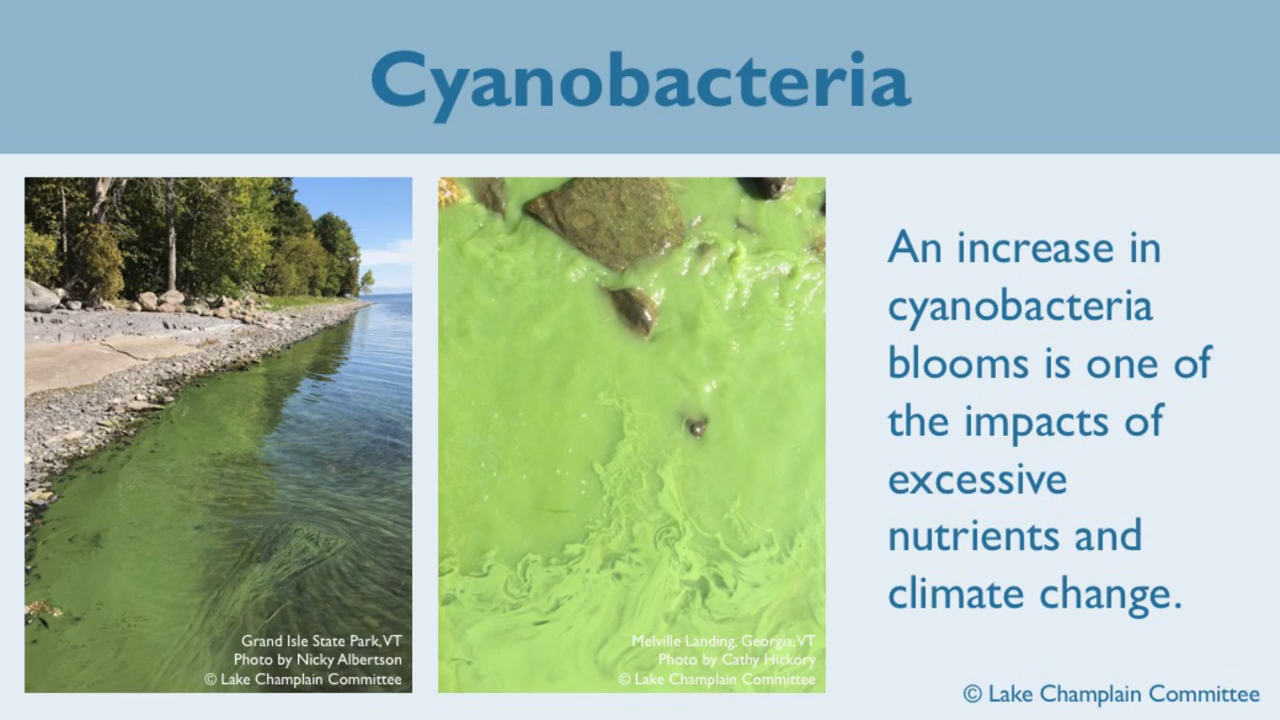 Cyanobacteria
Grand Isle State Park, VT
Photo by Nicky Albertson
© Lake Champlain Committee
Melville Landing, Georgia, VT
Photo by Cathy Hickory
© Lake Champlain Committee
An increase in
cyanobacteria
blooms is one of
the impacts of
excessive
nutrients and
climate change.
© Lake Champlain Committee